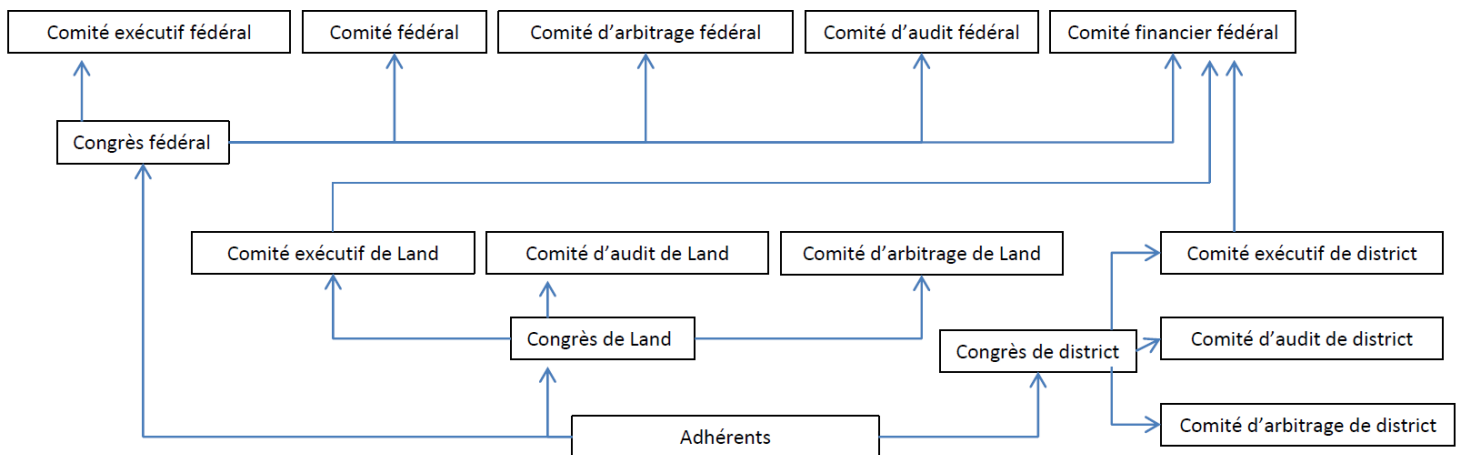 Comité exécutif fédéral
Comité fédéral
Comité d'arbitrage fédéral
Comité d'audit fédéral
Comité financier fédéral
Congrès fédéral
Comité exécutif de Land
Comité d'audit de Land
Comité d'arbitrage de Land
Comité exécutif de district
Congrès de Land
Congrès de district
Comité d'audit de district
Adhérents
Comité d'arbitrage de district